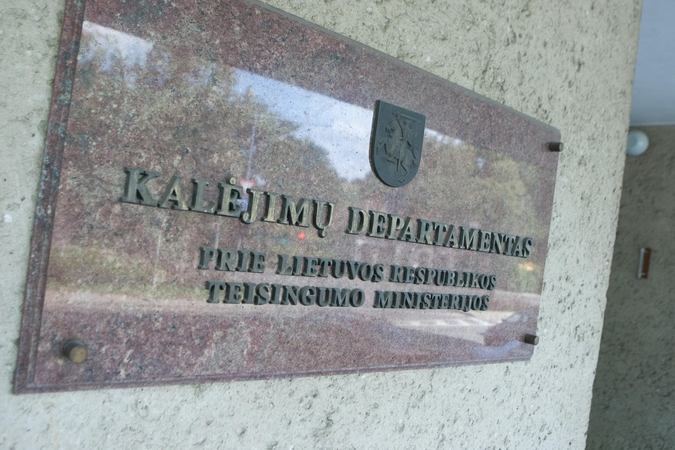 KALĖJIMŲ DEPARTAMENTAS
PRIE LIETUVOS RESPUBLIKOS
TEISINGUMO MINISTERIJOS